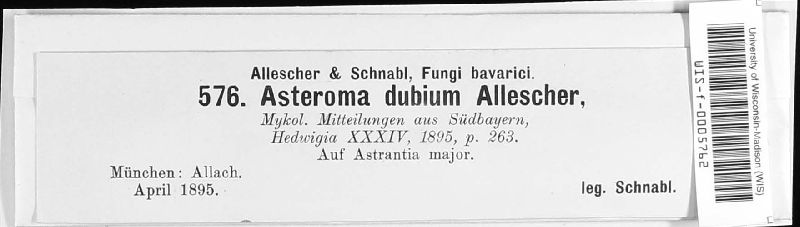 Allescher & Schnabl, Fungi bavarici.
576. Asteroma dubium Allescher,
Mykol. Mitteilungen aus Südbayern,
Hedwigia XXXIV, 1895, p. 263.
Auf Astrantia major.
München: Allach.
April 1895.
leg. Schnabl.
University of Wisconsin-Madison (WIS)
WIS-f-0005762